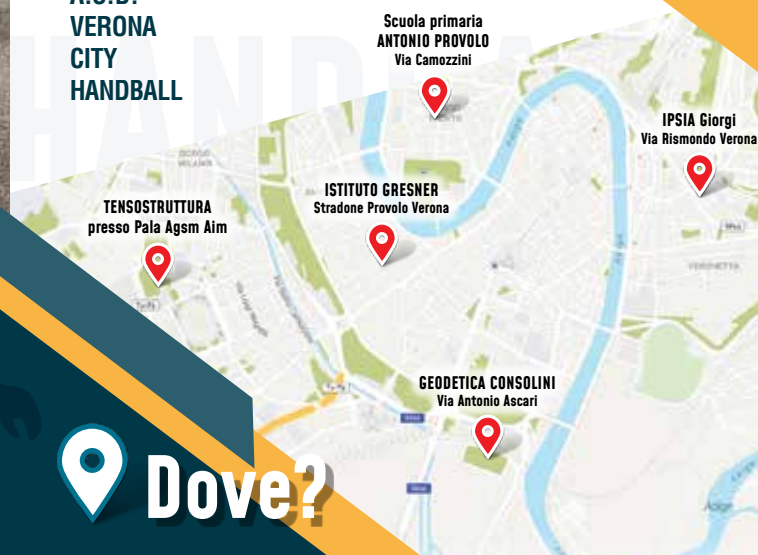 A.S.D.
VERONA
CITY
HANDBALL
Scuola primaria
ANTONIO PROVOLO
Via Camozzini
IPSIA Giorgi
Via Rismondo Verona
ISTITUTO GRESNER
Stradone Provolo Verona
TENSOSTRUTTURA
presso Pala Agsm Aim
GEODETICA CONSOLINI
Via Antonio Ascari
Adige
Dove?